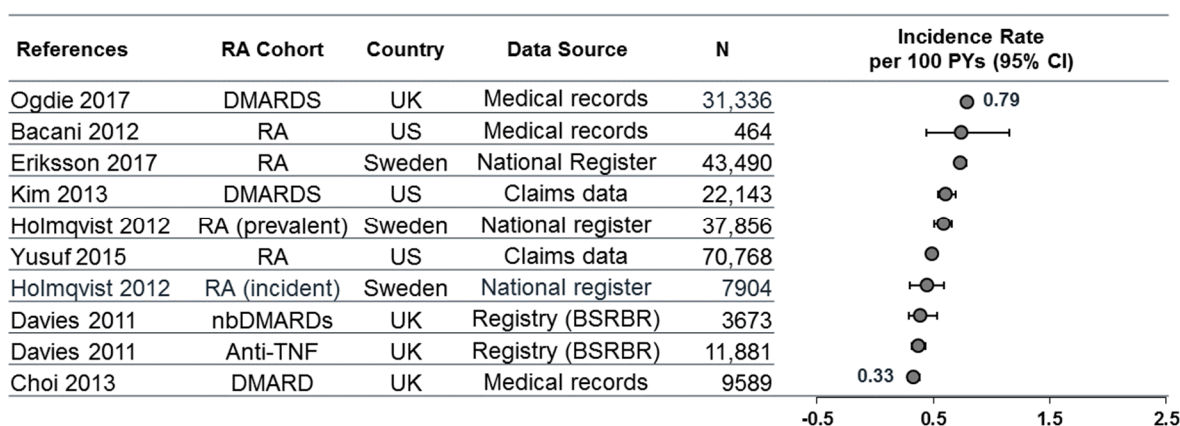 References RA Cohort Country Data Source N Incidence Rate per 100 PYs (95% CI)
Ogdie 2017 DMARDS UK Medical records 31,336 0.79
Bacani 2012 RA US Medical records 464
Eriksson 2017 RA Sweden National Register 43,490
Kim 2013 DMARDS US Claims data 22,143
Holmqvist 2012 RA (prevalent) Sweden National register 37,856
Yusuf 2015 RA US Claims data 70,768
Holmqvist 2012 RA (incident) Sweden National register 7904
Davies 2011 nbDMARDs UK Registry (BSRBR) 3673
Davies 2011 Anti-TNF UK Registry (BSRBR) 11,881
Choi 2013 DMARD UK Medical records 9589 0.33
-0.5 0.5 1.5 2.5